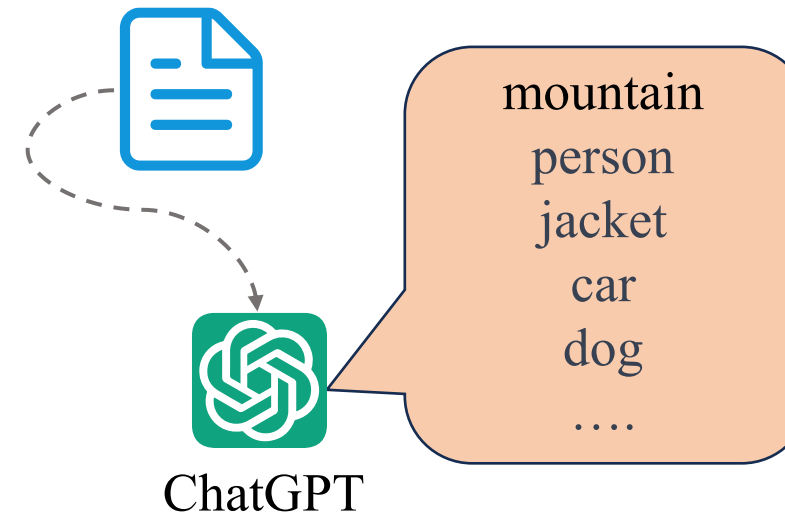 mountain
person
jacket
car
dog
....
ChatGPT